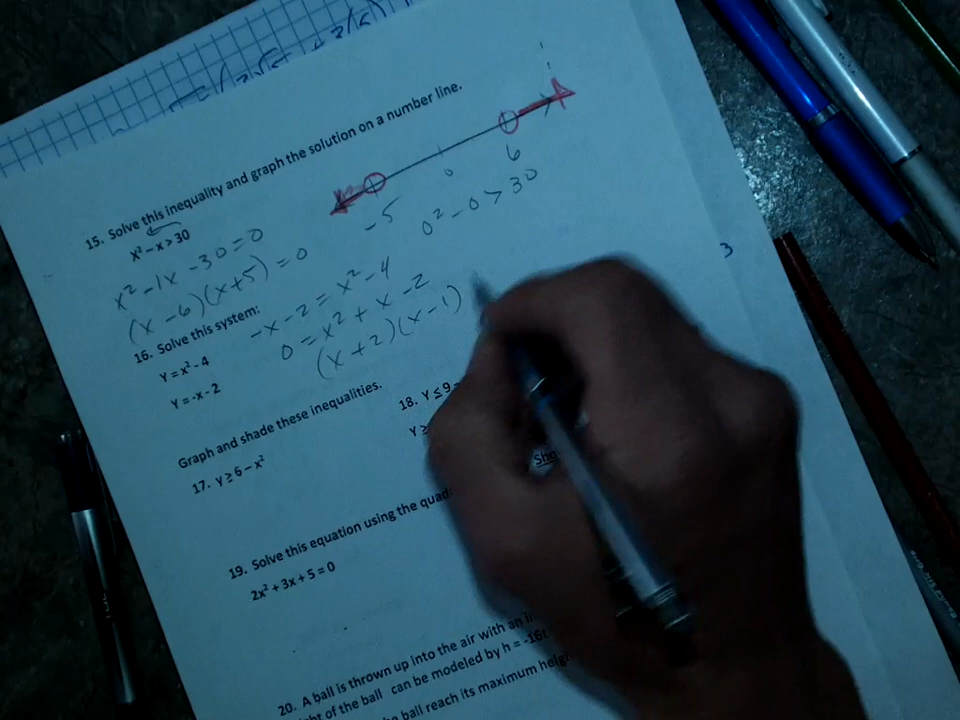 15. Solve this inequality and graph the solution on a number line.
x² - x > 30
x² - 1x - 30 = 0
(x - 6)(x + 5) = 0
-5
0
6
0² - 0 > 30
16. Solve this system:
Y = x² - 4
Y = -x - 2
-x - 2 = x² - 4
0 = x² + x - 2
(x + 2)(x - 1)
3
Graph and shade these inequalities.
17. Y ≥ 6 - x²
18. Y ≤ 9
Y ≥
19. Solve this equation using the
2x² + 3x + 5 = 0
20. A ball is thrown up into the air with an
of the ball can be modeled by h = -16t
ball reach its maximum